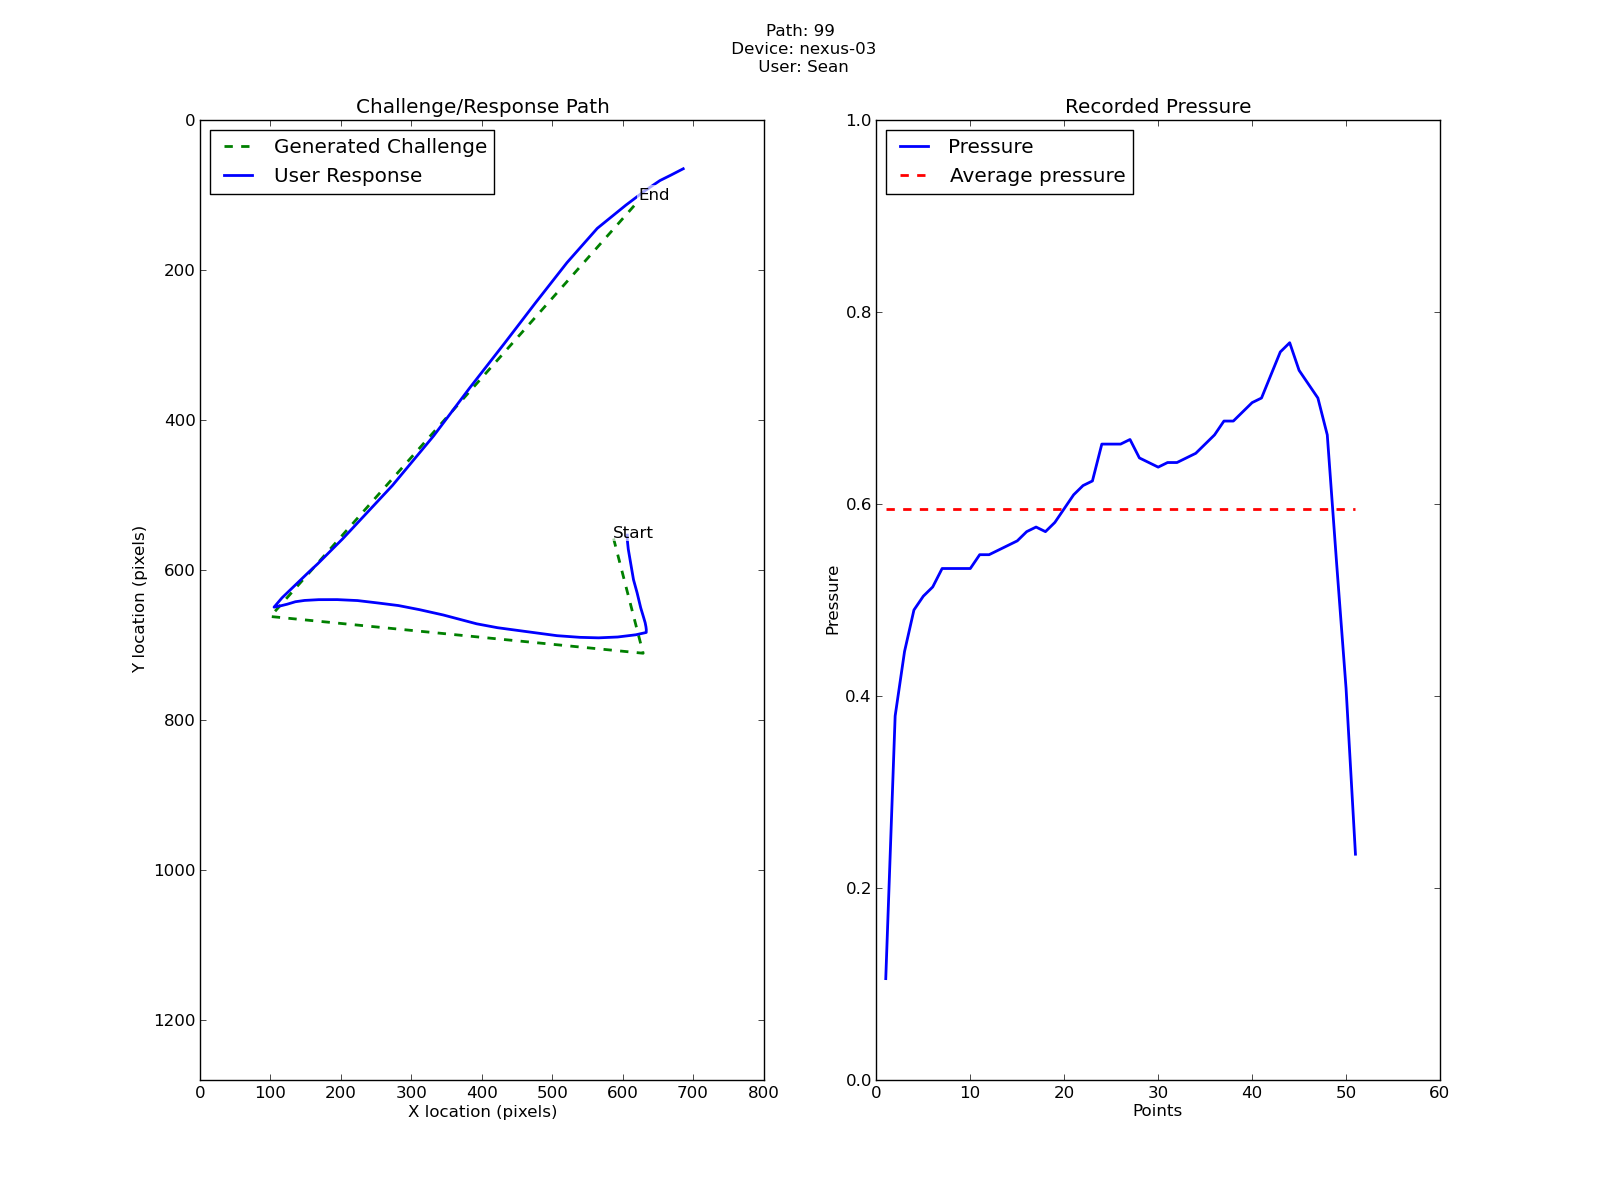 Path: 99
Device: nexus-03
User: Sean
Challenge/Response Path
Generated Challenge
User Response
End
Start
0
200
400
600
800
1000
1200
Y location (pixels)
0 100 200 300 400 500 600 700 800
X location (pixels)
Recorded Pressure
Pressure
Average pressure
1.0
0.8
0.6
0.4
0.2
0.0
Pressure
0 10 20 30 40 50 60
Points